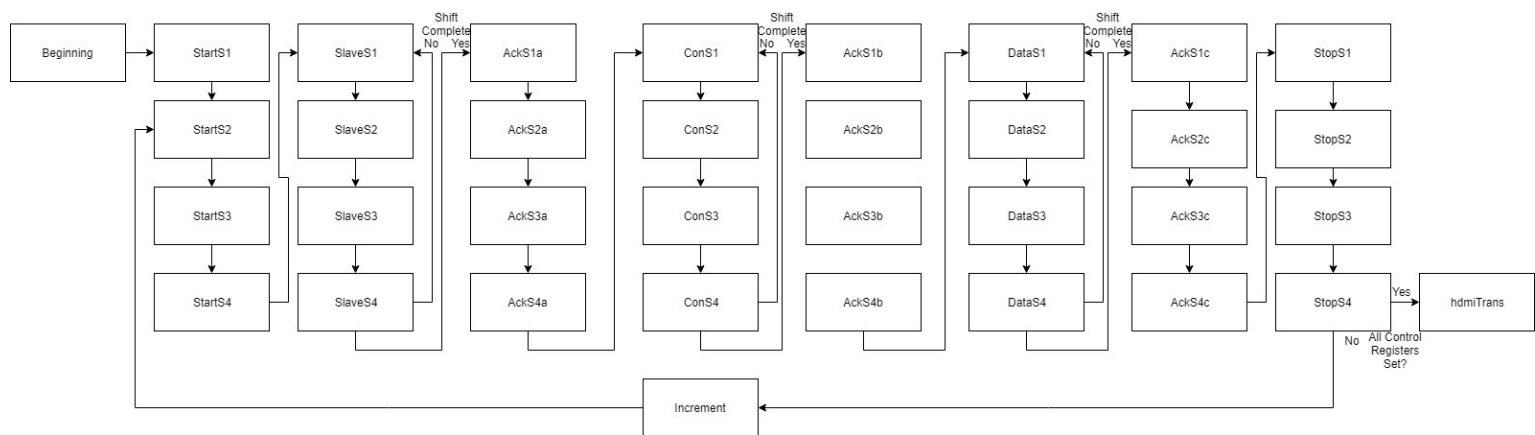 Beginning
StartS1
StartS2
StartS3
StartS4
SlaveS1
SlaveS2
SlaveS3
SlaveS4
Shift
Complete
No Yes
AckS1a
AckS2a
AckS3a
AckS4a
ConS1
ConS2
ConS3
ConS4
Shift
Complete
No Yes
AckS1b
AckS2b
AckS3b
AckS4b
DataS1
DataS2
DataS3
DataS4
Shift
Complete
No Yes
AckS1c
AckS2c
AckS3c
AckS4c
StopS1
StopS2
StopS3
StopS4
Yes
hdmiTrans
No
All Control
Registers
Set?
Increment